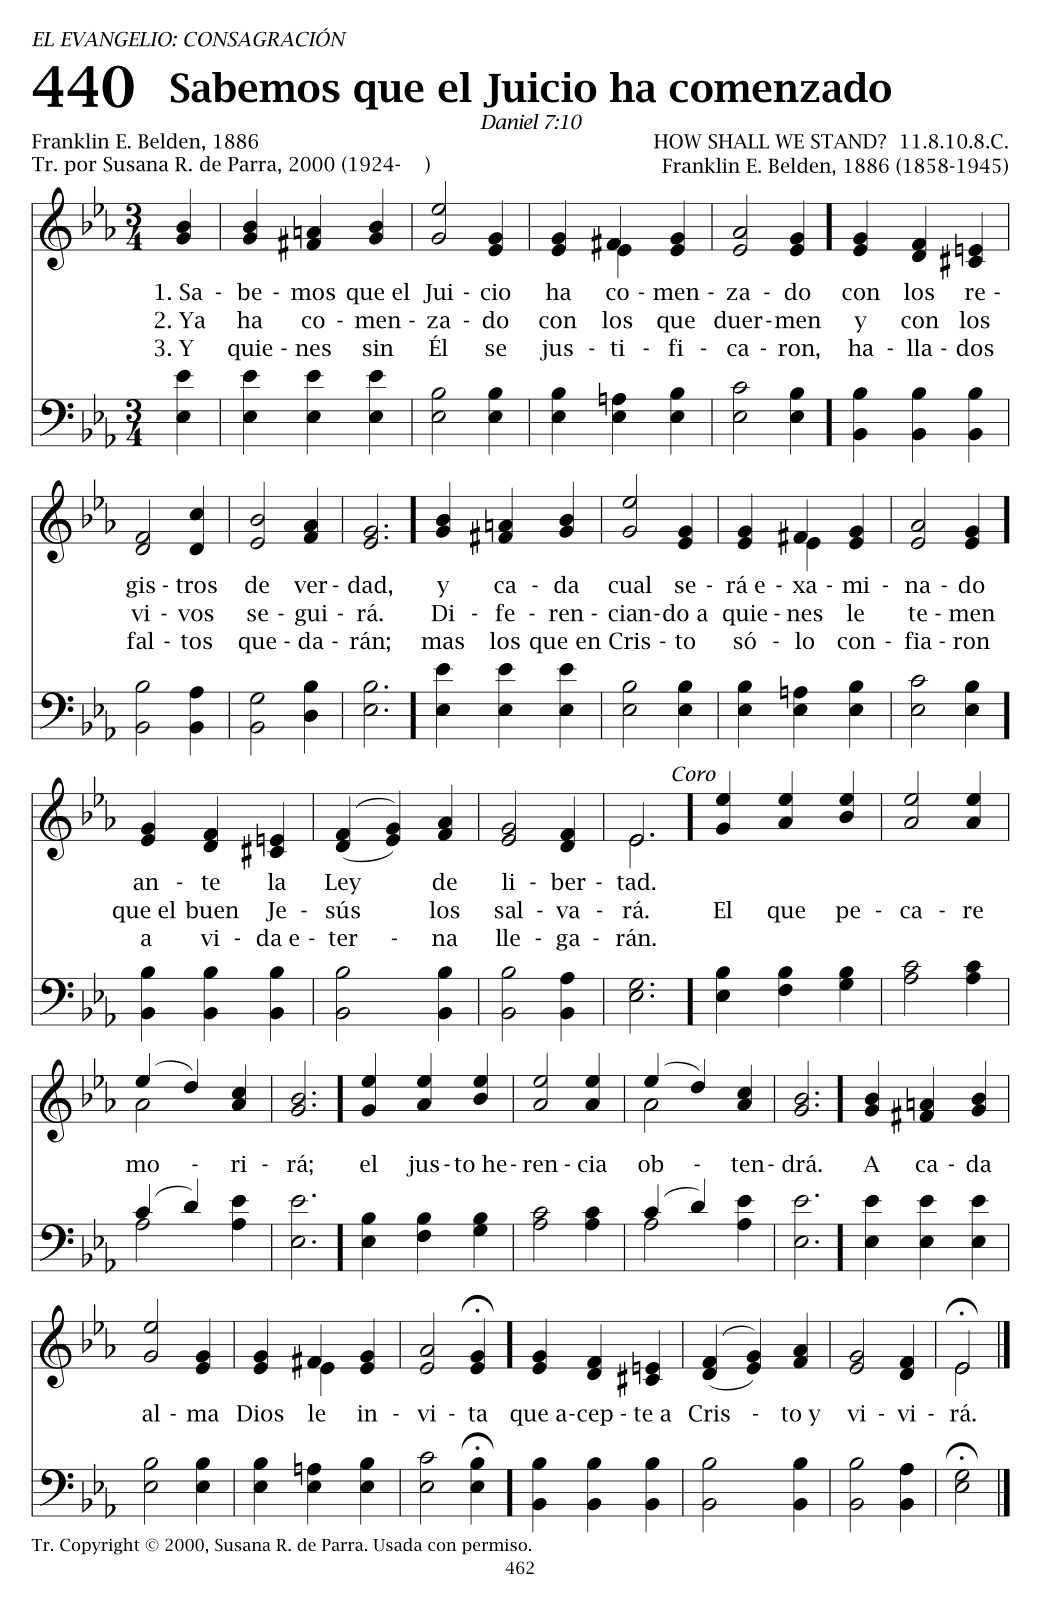 EL EVANGELIO: CONSAGRACIÓN
440 Sabemos que el Juicio ha comenzado
Daniel 7:10
Franklin E. Belden, 1886 HOW SHALL WE STAND? 11.8.10.8.C.
Tr. por Susana R. de Parra, 2000 (1924- ) Franklin E. Belden, 1886 (1858-1945)
1. Sa - be - mos que el Jui - cio ha co - men - za - do con los re -
2. Ya ha co - men - za - do con los que duer - men y con los
3. Y quie - nes sin Él se jus - ti - fi - ca - ron, ha - lla - dos
gis - tros de ver - dad, y ca - da cual se - rá e - xa - mi - na - do
vi - vos se - gui - rá. Di - fe - ren - cian - do a quie - nes le te - men
fal - tos que - da - rán; mas los que en Cris - to só - lo con - fia - ron
Coro
an - te la Ley de li - ber - tad.
que el buen Je - sús los sal - va - rá. El que pe - ca - re
a vi - da e - ter - na lle - ga - rán.
mo - ri - rá; el jus - to he - ren - cia ob - ten - drá. A ca - da
al - ma Dios le in - vi - ta que a - cep - te a Cris - to y vi - vi - rá.
Tr. Copyright © 2000, Susana R. de Parra. Usada con permiso.
462